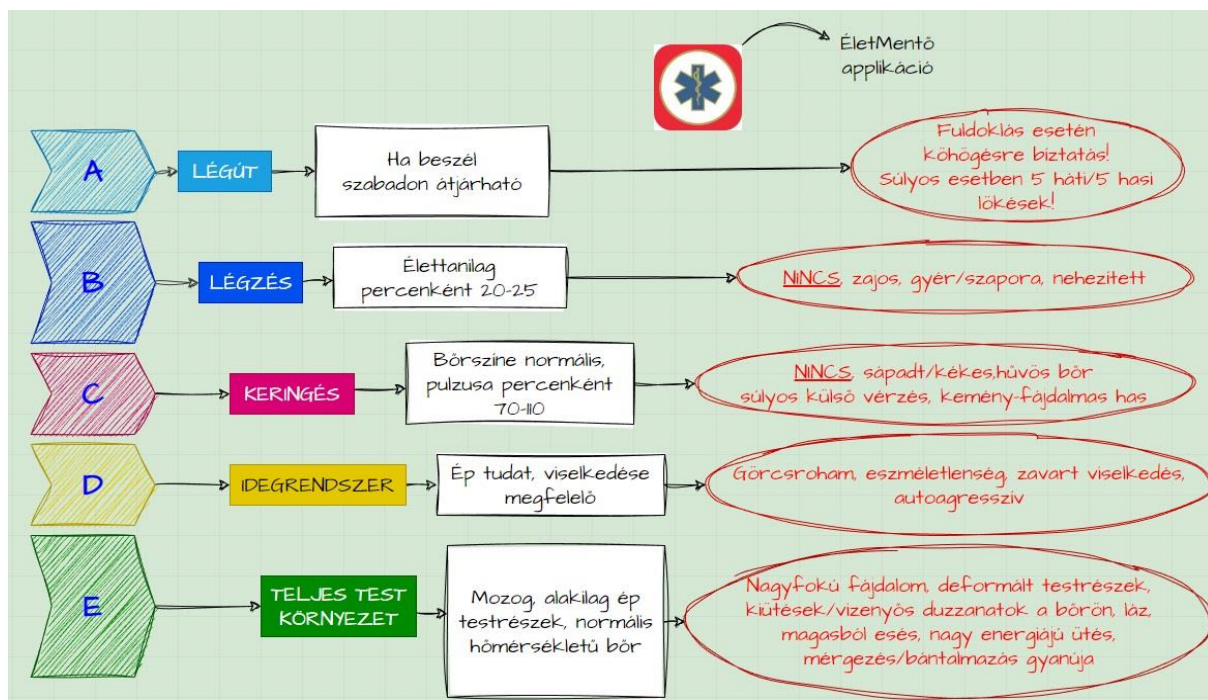 ÉletMentő
applikáció
A
LÉGÚT
Ha beszél
szabadon átjárható
Fuldoklás esetén
köhögésre biztatás!
Súlyos esetben 5 háti/5 hasi
lökések!
B
LÉGZÉS
Élettanilag
percenként 20-25
NINCS, zajos, gyér/szapora, nehezített
C
KERINGÉS
Bőrszíne normális,
pulzusa percenként
70-110
NINCS, sápadt/kékes,hűvös bőr
súlyos külső vérzés, kemény-fájdalmas has
D
IDEGRENDSZER
Ép tudat, viselkedése
megfelelő
Görcsroham, eszméletlenség, zavart viselkedés,
autoagresszív
E
TELJES TEST
KÖRNYEZET
Mozog, alakilag ép
testrészek, normális
hőmérsékletű bőr
Nagyfokú fájdalom, deformált testrészek,
kiütések/vizenyős duzzanatok a bőrön, láz,
magasból esés, nagy energiájú ütés,
mérgezés/bántalmazás gyanúja